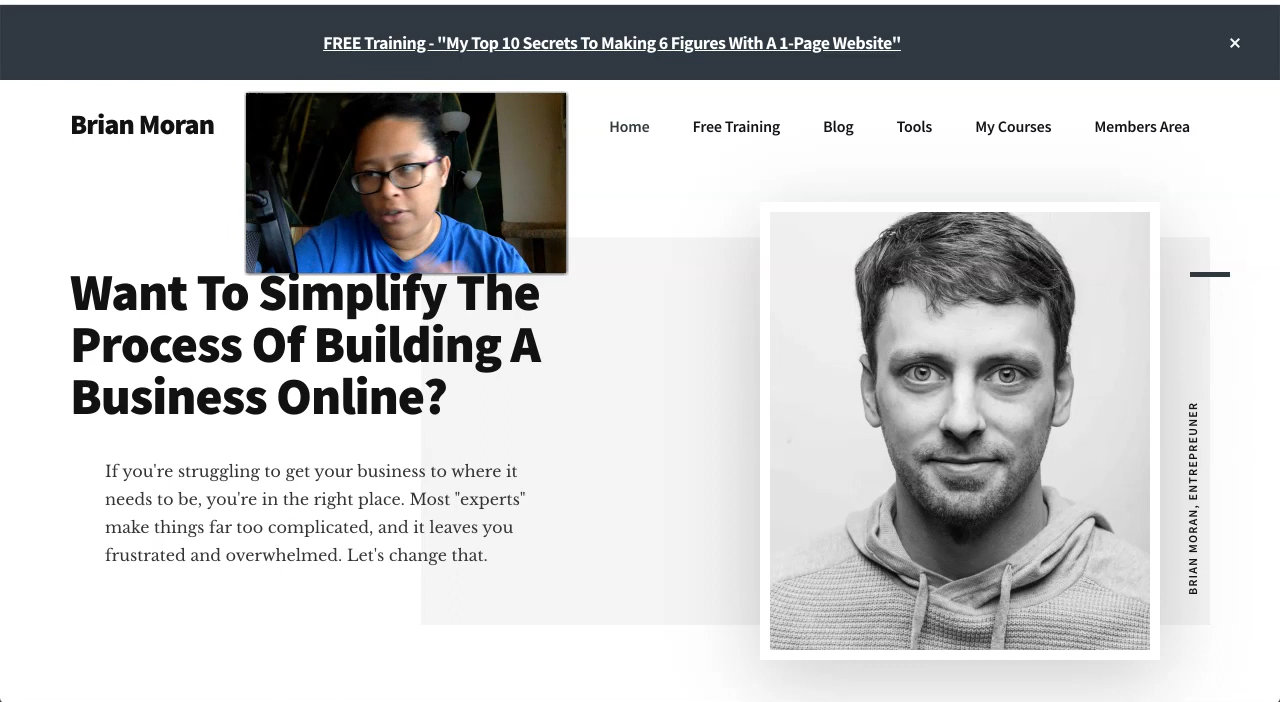 FREE Training - "My Top 10 Secrets To Making 6 Figures With A 1-Page Website"
×
Brian Moran
Home
Free Training
Blog
Tools
My Courses
Members Area
Want To Simplify The
Process Of Building A
Business Online?
If you're struggling to get your business to where it
needs to be, you're in the right place. Most "experts"
make things far too complicated, and it leaves you
frustrated and overwhelmed. Let's change that.
BRIAN MORAN, ENTREPREUNER